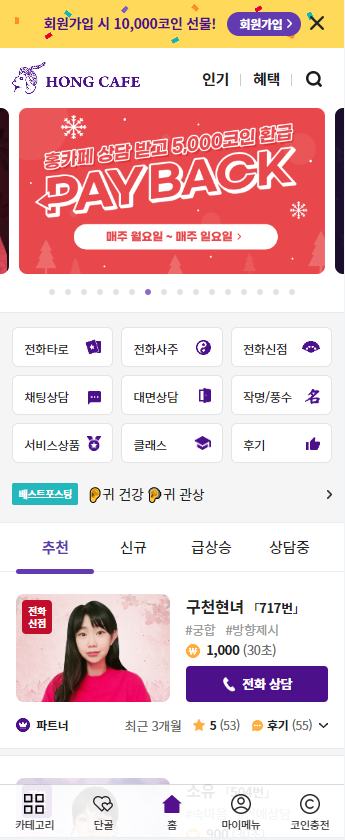 회원가입 시 10,000코인 선물!
회원가입
HONG CAFE
인기
혜택
홍카페 상담 받고 5,000코인 환급
PAYBACK
매주 월요일 ~ 매주 일요일
전화타로
전화사주
전화신점
채팅상담
대면상담
작명/풍수
名
서비스상품
클래스
후기
베스트포스팅
귀 건강 귀 관상
추천
신규
급상승
상담중
전화
신점
구천현녀 「717번」
#궁합 #방향제시
1,000 (30초)
전화 상담
파트너
최근 3개월
5 (53)
후기 (55)
소유 「504번」
카테고리
단골
홈
마이메뉴
코인충전